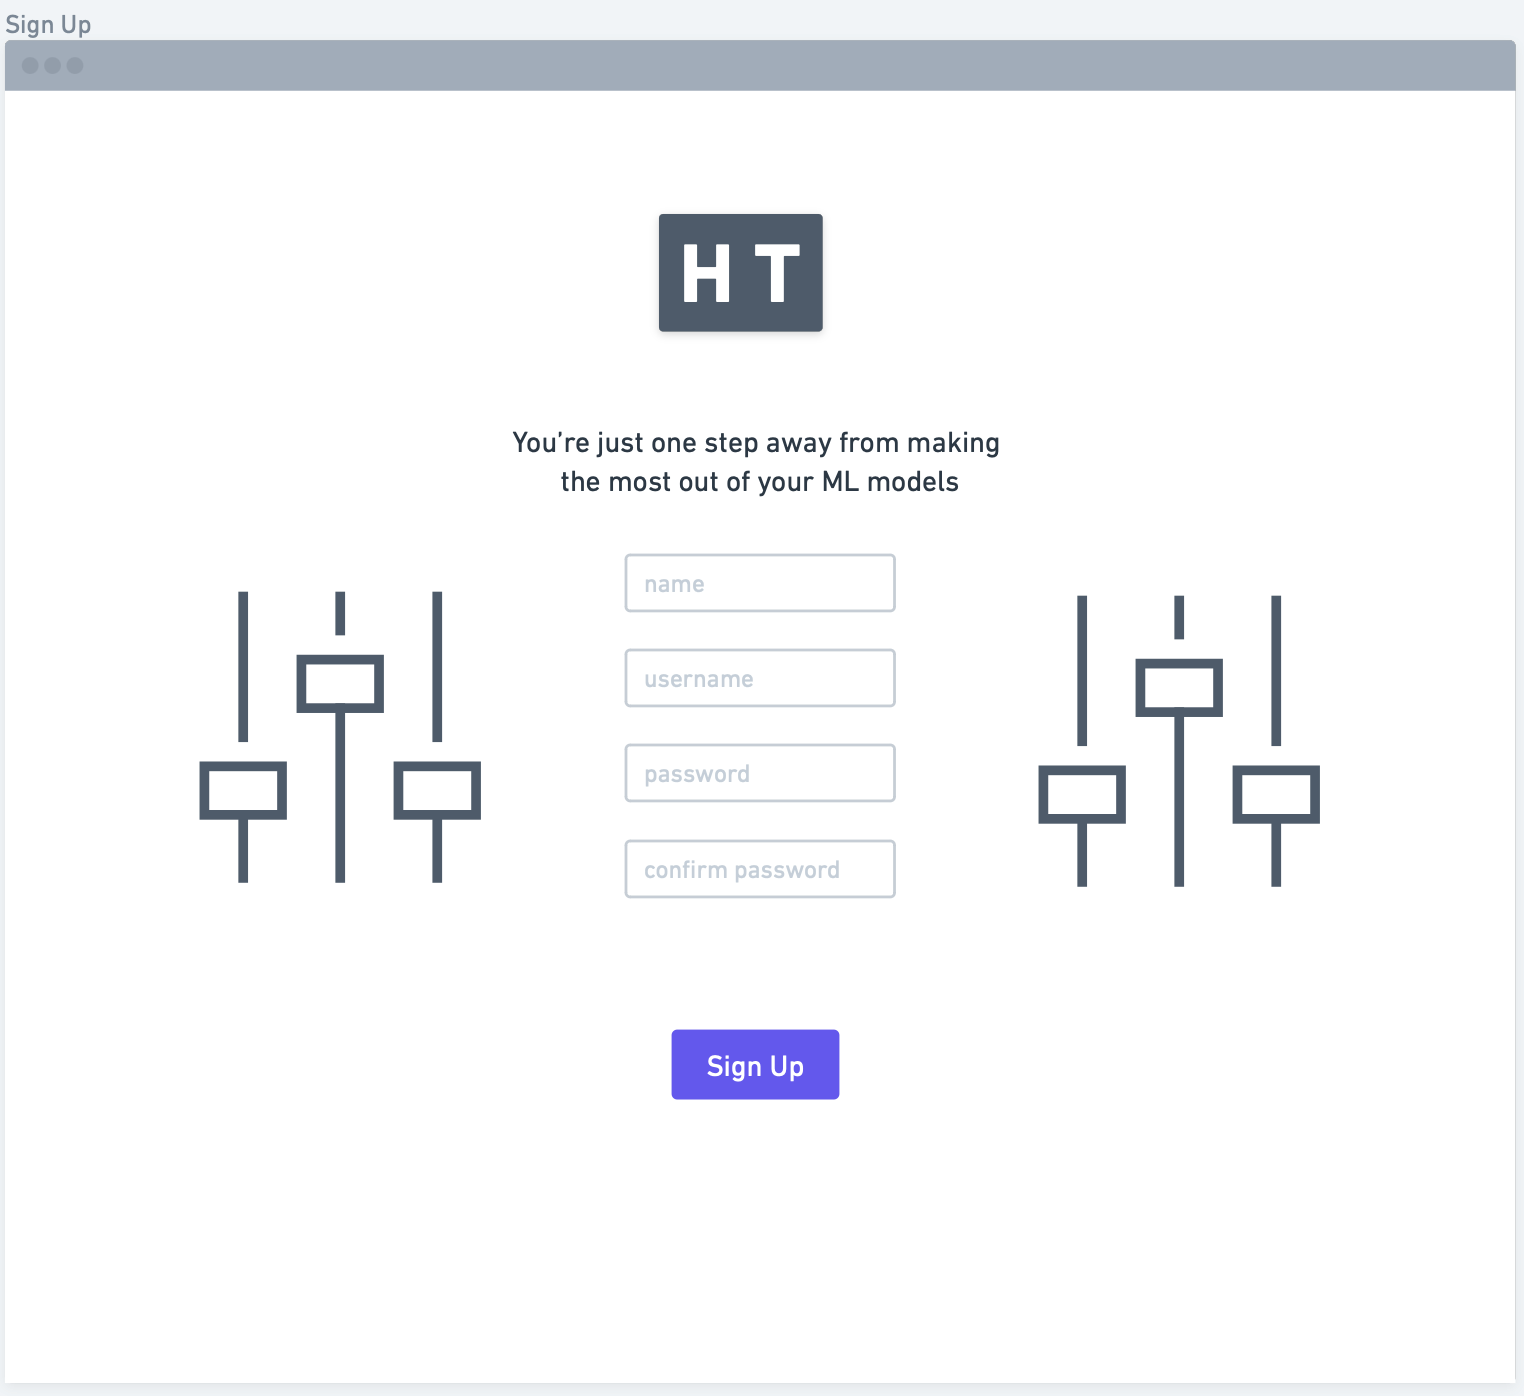 Sign Up
H T
You’re just one step away from making
the most out of your ML models
name
username
password
confirm password
Sign Up